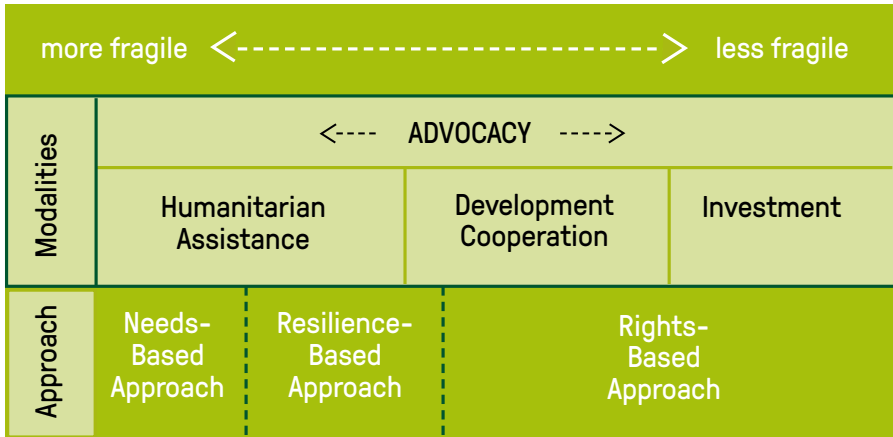 more fragile
less fragile
Modalities
ADVOCACY
Humanitarian
Assistance
Development
Cooperation
Investment
Approach
Needs-
Based
Approach
Resilience-
Based
Approach
Rights-
Based
Approach